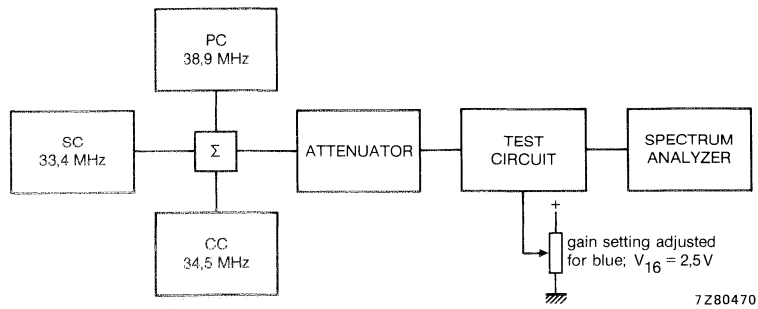 PC
38,9 MHz
SC
33,4 MHz
Σ
ATTENUATOR
TEST
CIRCUIT
SPECTRUM
ANALYZER
CC
34,5 MHz
+
gain setting adjusted
for blue; V16 = 2,5 V
7Z80470